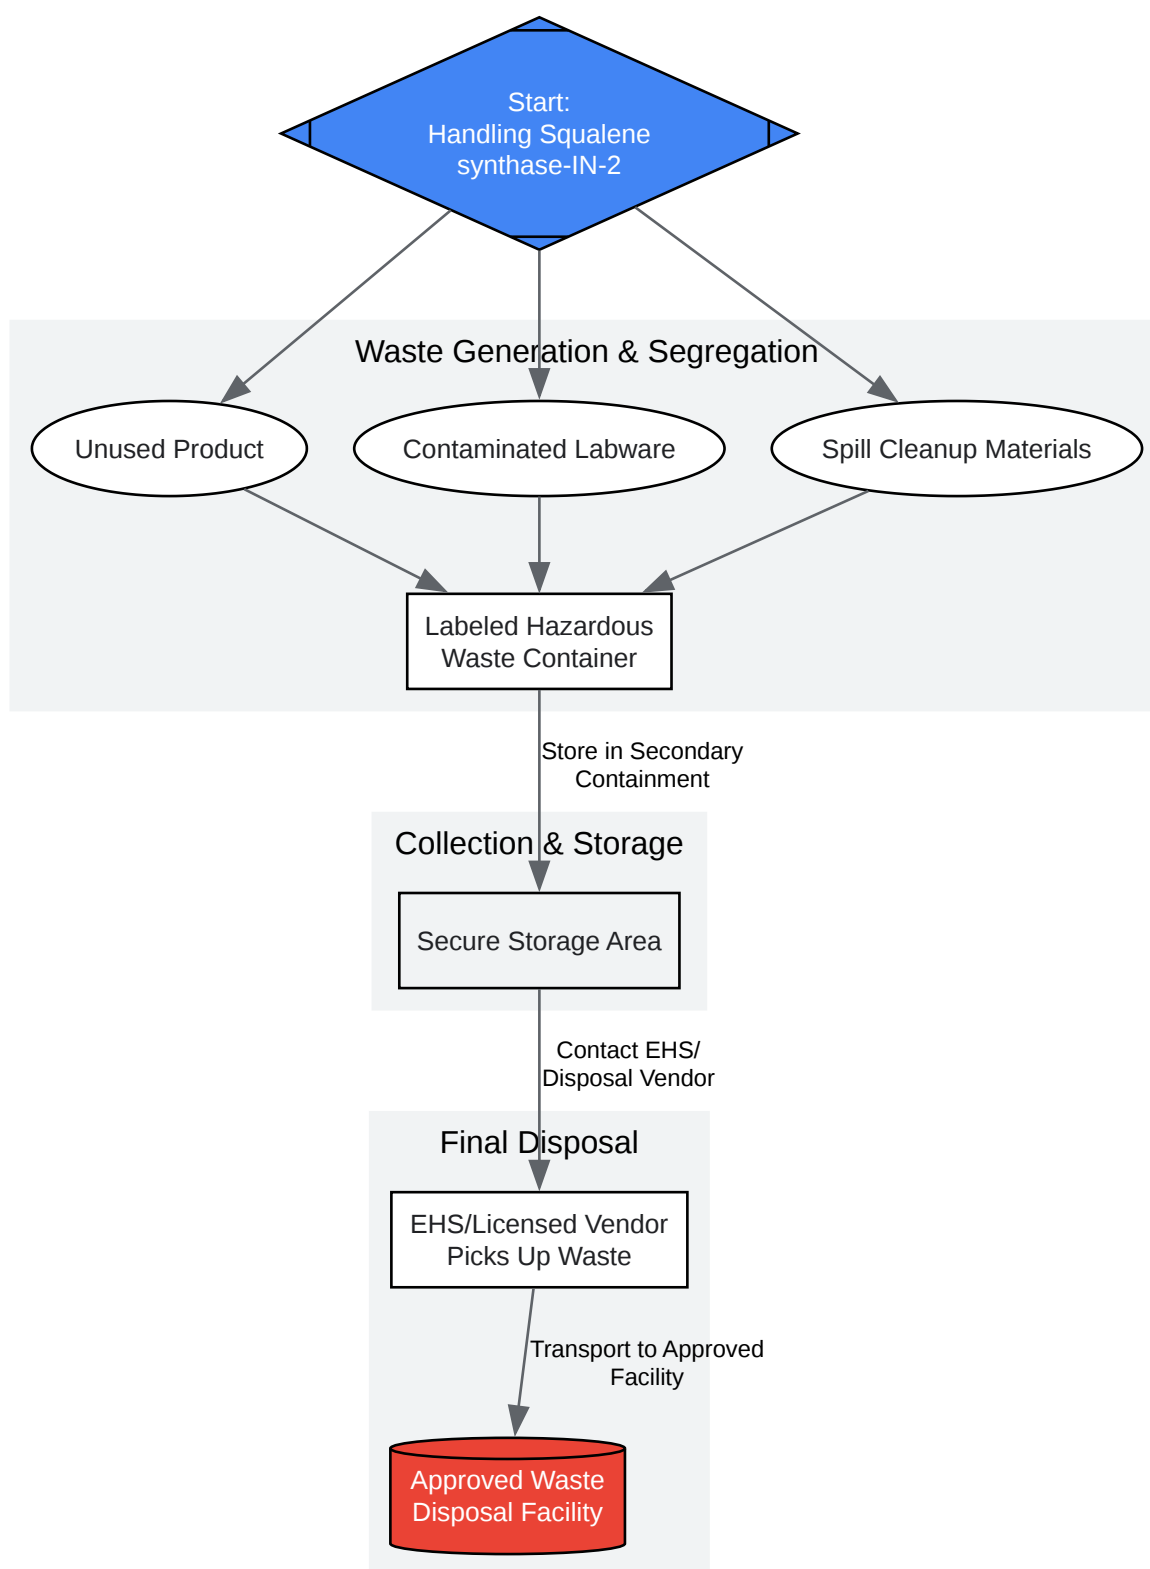 Start:
Handling Squalene
synthase-IN-2
Waste Generation & Segregation
Unused Product
Contaminated Labware
Spill Cleanup Materials
Labeled Hazardous
Waste Container
Store in Secondary
Containment
Collection & Storage
Secure Storage Area
Contact EHS/
Disposal Vendor
Final Disposal
EHS/Licensed Vendor
Picks Up Waste
Transport to Approved
Facility
Approved Waste
Disposal Facility